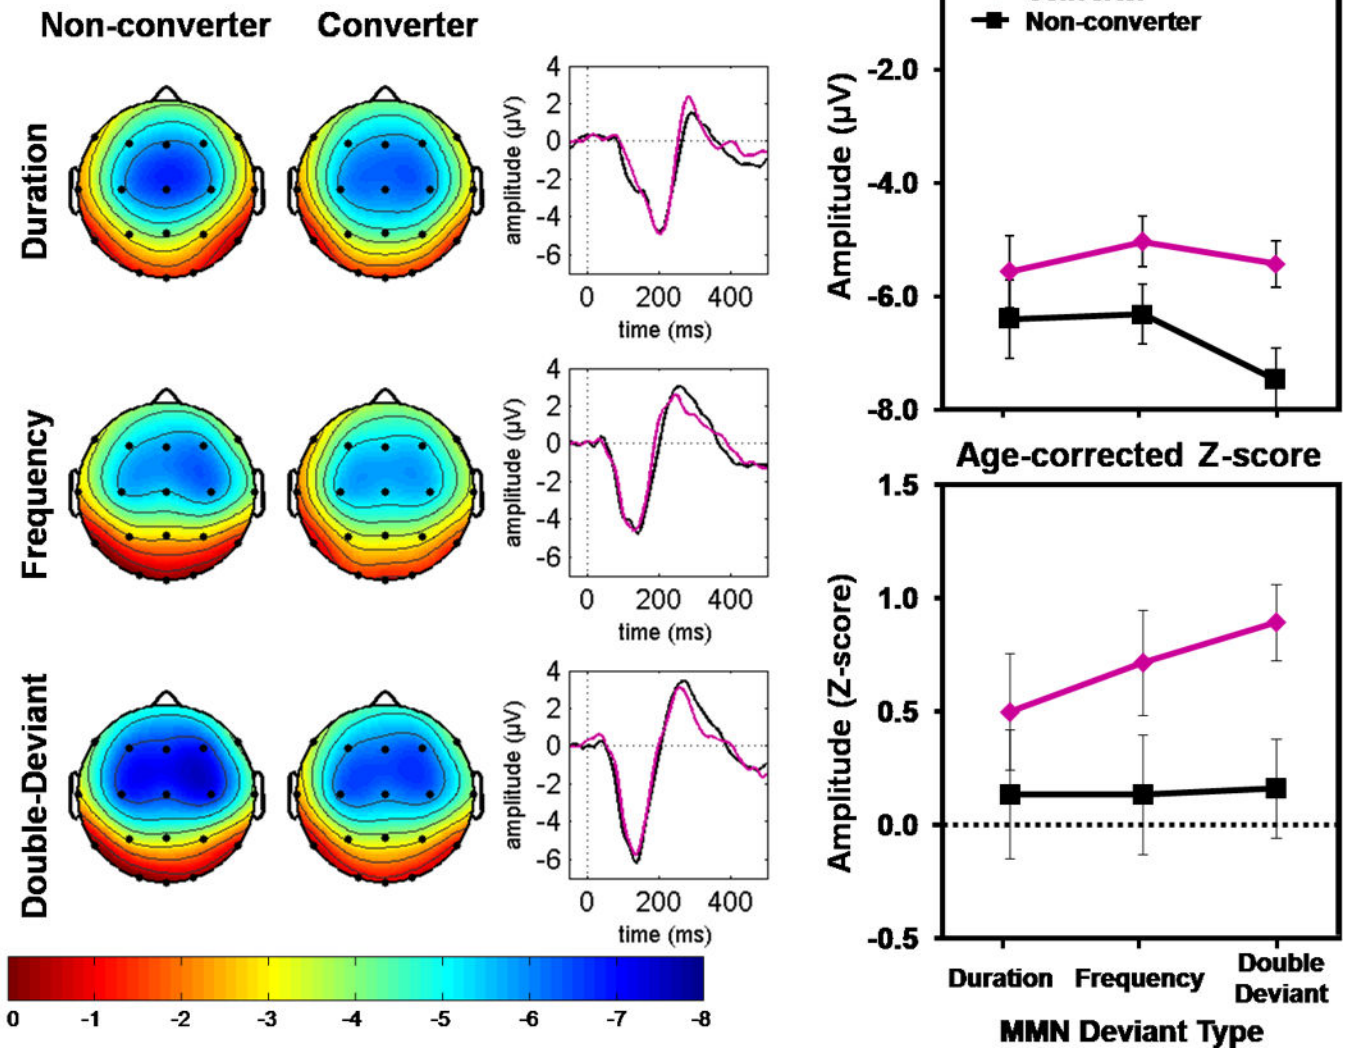 Non-converter Converter
Duration
4
2
0
-2
-4
-6
amplitude (µV)
0 200 400
time (ms)
Frequency
4
2
0
-2
-4
-6
amplitude (µV)
0 200 400
time (ms)
Double-Deviant
4
2
0
-2
-4
-6
amplitude (µV)
0 200 400
time (ms)
0 -1 -2 -3 -4 -5 -6 -7 -8
Non-converter
-2.0
-4.0
-6.0
-8.0
Amplitude (µV)
Age-corrected Z-score
1.5
1.0
0.5
0.0
-0.5
Amplitude (Z-score)
Duration Frequency Double
Deviant
MMN Deviant Type